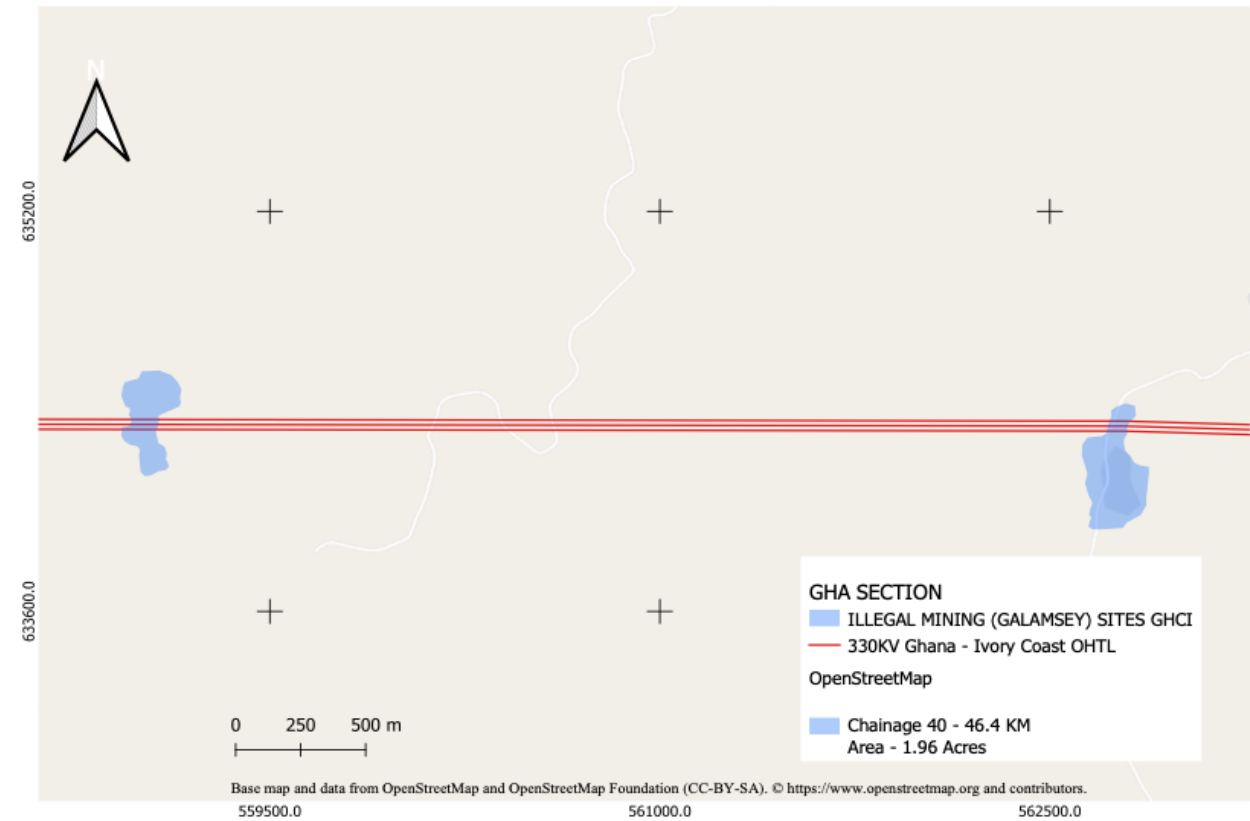 N
635200.0
633600.0
GHA SECTION
ILLEGAL MINING (GALAMSEY) SITES GHCI
330KV Ghana - Ivory Coast OHTL
OpenStreetMap
Chainage 40 - 46.4 KM
Area - 1.96 Acres
0 250 500 m
Base map and data from OpenStreetMap and OpenStreetMap Foundation (CC-BY-SA). © https://www.openstreetmap.org and contributors.
559500.0 561000.0 562500.0